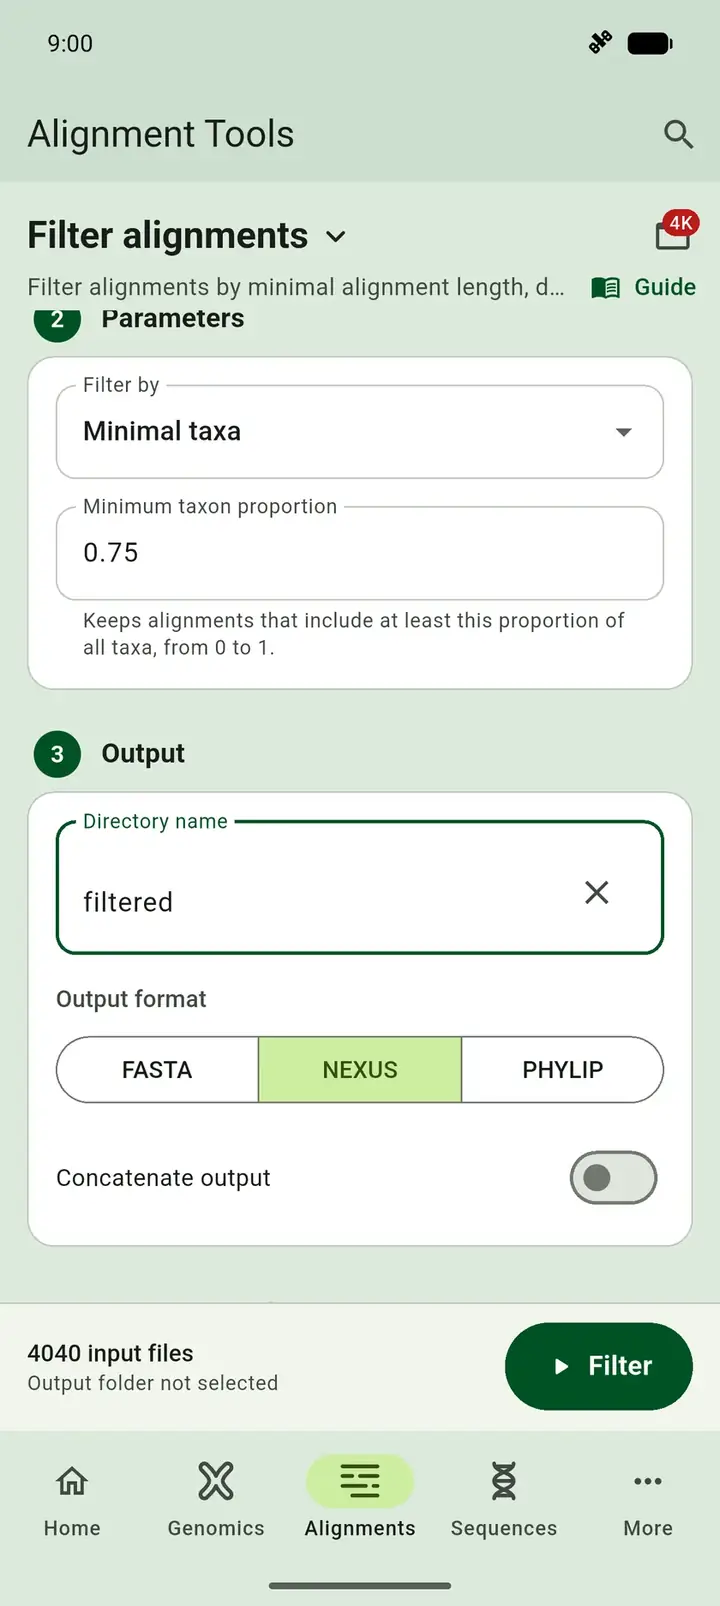 9:00
Alignment Tools
Filter alignments
4K
Filter alignments by minimal alignment length, d...
Guide
2 Parameters
Filter by
Minimal taxa
Minimum taxon proportion
0.75
Keeps alignments that include at least this proportion of
all taxa, from 0 to 1.
3 Output
Directory name
filtered
Output format
FASTA NEXUS PHYLIP
Concatenate output
4040 input files
Output folder not selected
Filter
Home Genomics Alignments Sequences More